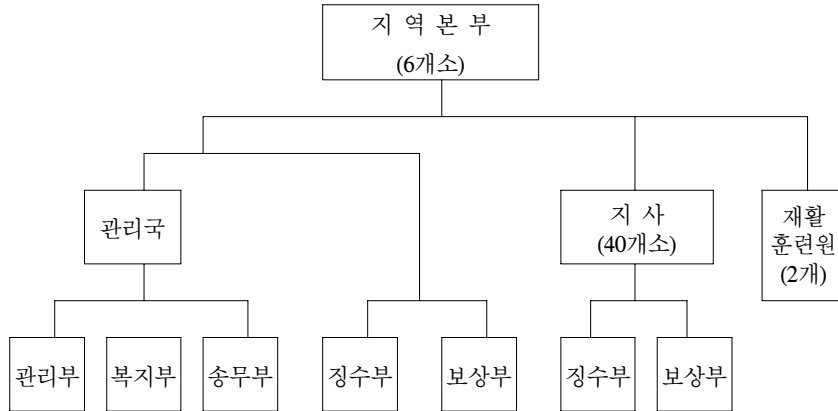 지 역 본 부
(6개소)
관리국
지 사
(40개소)
재활
훈련원
(2개)
관리부
복지부
송무부
징수부
보상부
징수부
보상부